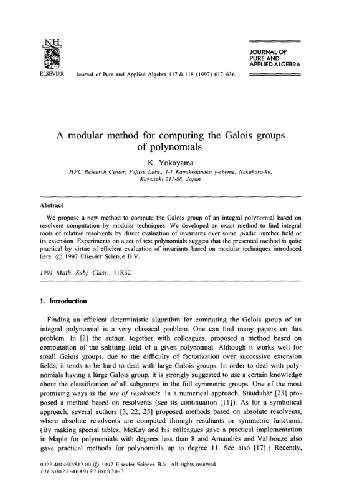 NH
ELSEVIER
Journal of Pure and Applied Algebra 117 & 118 (1997) 617-636
JOURNAL OF
PURE AND
APPLIED ALGEBRA
A modular method for computing the Galois groups
of polynomials
K. Yokoyama
HPC Research Center, Fujitsu Labs., 1-1 Kamikodanaka 4-chome, Nakahara-ku,
Kawasaki 211-88, Japan
Abstract
We propose a new method to compute the Galois group of an integral polynomial based on
resolvent computation by modular techniques. We developed an exact method to find integral
roots of relative resolvents by direct evaluation of invariants over some p-adic number field or
its extension. Experiments on a set of test polynomials suggest that the presented method is quite
practical by virtue of efficient evaluation of invariants based on modular techniques introduced
here. © 1997 Elsevier Science B.V.
1991 Math. Subj. Class.: 11R32
1. Introduction
Finding an efficient deterministic algorithm for computing the Galois group of an
integral polynomial is a very classical problem. One can find many papers on this
problem. In [2] the author, together with colleagues, proposed a method based on
computation of the splitting field of a given polynomial. Although it works well for
small Galois groups, due to the difficulty of factorization over successive extension
fields, it tends to be hard to deal with large Galois groups. In order to deal with poly-
nomials having a large Galois group, it is strongly suggested to use a certain knowledge
about the classification of all subgroups in the full symmetric groups. One of the most
promising ways is the use of resolvents. In a numerical approach, Stauduhar [23] pro-
posed a method based on resolvents (see its continuation [11]). As for a symbolical
approach, several authors [3, 22, 25] proposed methods based on absolute resolvents,
where absolute resolvents are computed through resultants or symmetric functions.
(By making special tables, McKay and his colleagues gave a practical implementation
in Maple for polynomials with degrees less than 8 and Arnaudiès and Valibouze also
gave practical methods for polynomials up to degree 11. See also [17].) Recently,
0022-4049/97/$17.00 © 1997 Elsevier Science B.V. All rights reserved